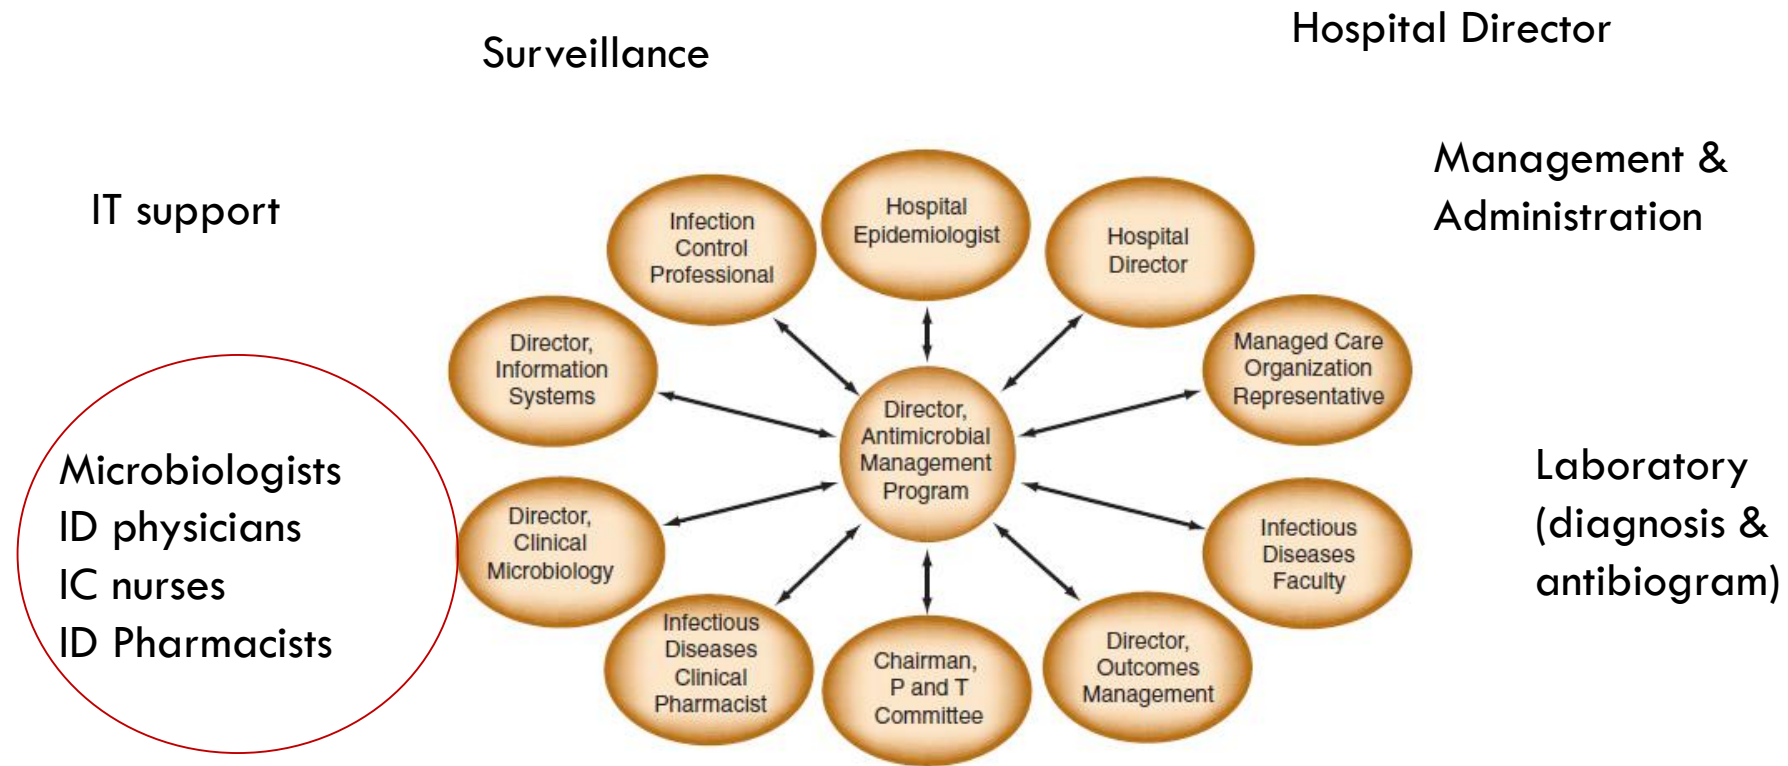 Surveillance
Hospital Director
IT support
Management &
Administration
Microbiologists
ID physicians
IC nurses
ID Pharmacists
Laboratory
(diagnosis &
antibiogram)
Hospital
Epidemiologist
Infection
Control
Professional
Hospital
Director
Director,
Information
Systems
Managed Care
Organization
Representative
Director,
Antimicrobial
Management
Program
Director,
Clinical
Microbiology
Infectious
Diseases
Faculty
Infectious
Diseases
Clinical
Pharmacist
Chairman,
P and T
Committee
Director,
Outcomes
Management